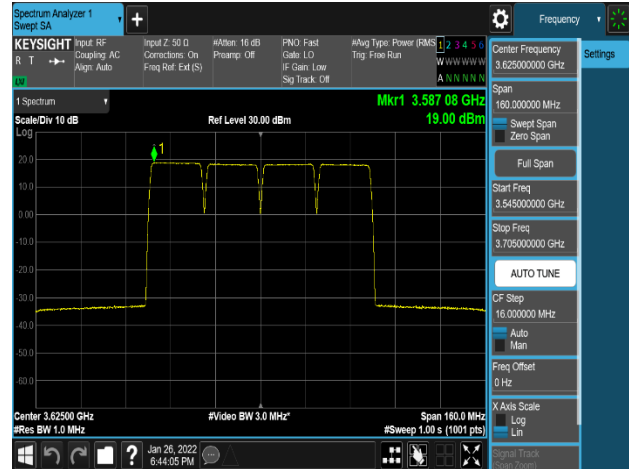 Spectrum Analyzer 1
Swept SA
Frequency
KEYSIGHT
R T
LVI
Input: RF
Coupling: AC
Align: Auto
Input Z: 50 Ω
Corrections: On
Freq Ref: Ext (S)
#Atten: 16 dB
Preamp: Off
PNO: Fast
Gate: LO
IF Gain: Low
Sig Track: Off
#Avg Type: Power (RMS
Trig: Free Run
1 2 3 4 5 6
W W W W W W
A N N N N N
1 Spectrum
Scale/Div 10 dB
Log
Ref Level 30.00 dBm
Mkr1 3.587 08 GHz
19.00 dBm
1
20.0
0.00
-10.0
-20.0
-30.0
-40.0
-50.0
-60.0
Center 3.62500 GHz
#Res BW 1.0 MHz
#Video BW 3.0 MHz*
Span 160.0 MHz
#Sweep 1.00 s (1001 pts)
Jan 26, 2022
6:44:05 PM
Center Frequency
3.625000000 GHz
Span
160.000000 MHz
Swept Span
Zero Span
Full Span
Start Freq
3.545000000 GHz
Stop Freq
3.705000000 GHz
AUTO TUNE
CF Step
16.000000 MHz
Auto
Man
Freq Offset
0 Hz
X Axis Scale
Log
Lin
Signal Track
(Span Zoom)
Settings